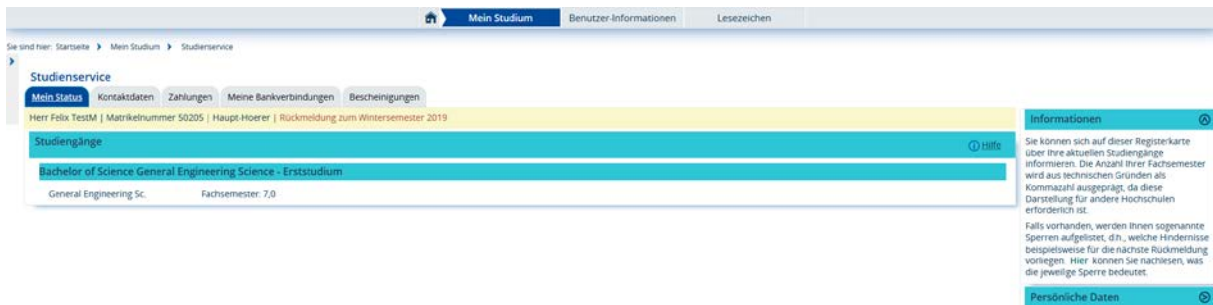 Mein Studium Benutzer-Informationen Lesezeichen
Sie sind hier: Startseite Mein Studium Studienservice
Studienservice
Mein Status Kontaktdaten Zahlungen Meine Bankverbindungen Bescheinigungen
Herr Felix TestM | Matrikelnummer 50205 | Haupt-Hoerer | Rückmeldung zum Wintersemester 2019
Studiengänge
Hilfe
Bachelor of Science General Engineering Science - Erststudium
General Engineering Sc. Fachsemester: 7,0
Informationen
Sie können sich auf dieser Registerkarte
über Ihre aktuellen Studiengänge
informieren. Die Anzahl Ihrer Fachsemester
wird aus technischen Gründen als
Kommazahl ausgeprägt, da diese
Darstellung für andere Hochschulen
erforderlich ist.
Falls vorhanden, werden Ihnen sogenannte
Sperren aufgelistet, d.h., welche Hindernisse
beispielsweise für die nächste Rückmeldung
vorliegen. Hier können Sie nachlesen, was
die jeweilige Sperre bedeutet.
Persönliche Daten